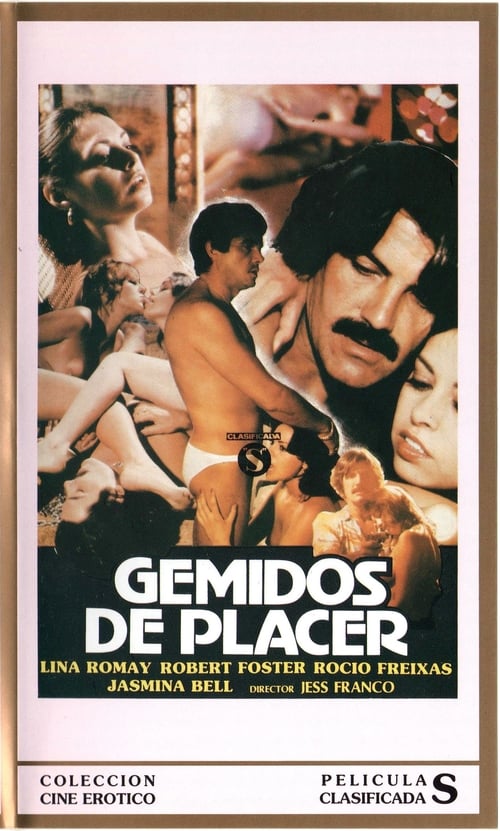 CLASIFICADA
S
GEMIDOS
DE PLACER
LINA ROMAY ROBERT FOSTER ROCIO FREIXAS
JASMINA BELL DIRECTOR JESS FRANCO
COLECCION
CINE EROTICO
PELICULA
CLASIFICADA S